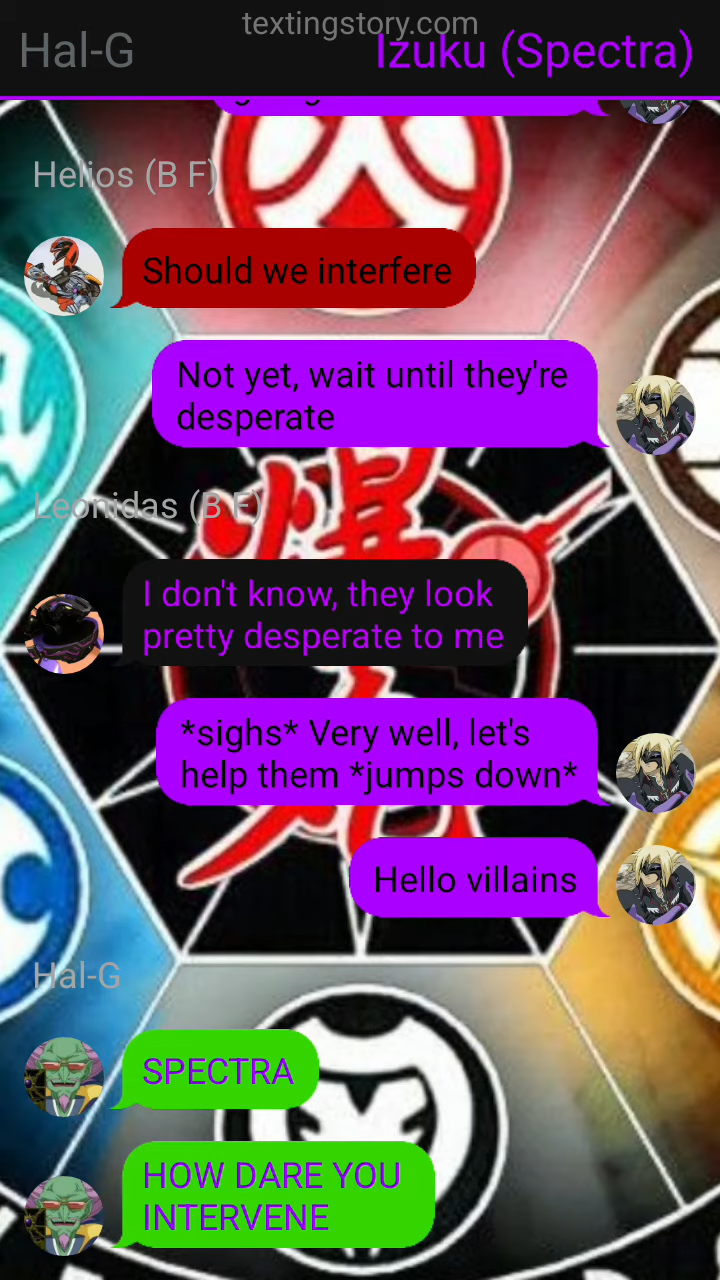 textingstory.com
Hal-G
Izuku (Spectra)
Helios (B F)
Should we interfere
Not yet, wait until they're
desperate
Leonidas (B F)
I don't know, they look
pretty desperate to me
*sighs* Very well, let's
help them *jumps down*
Hello villains
Hal-G
SPECTRA
HOW DARE YOU
INTERVENE